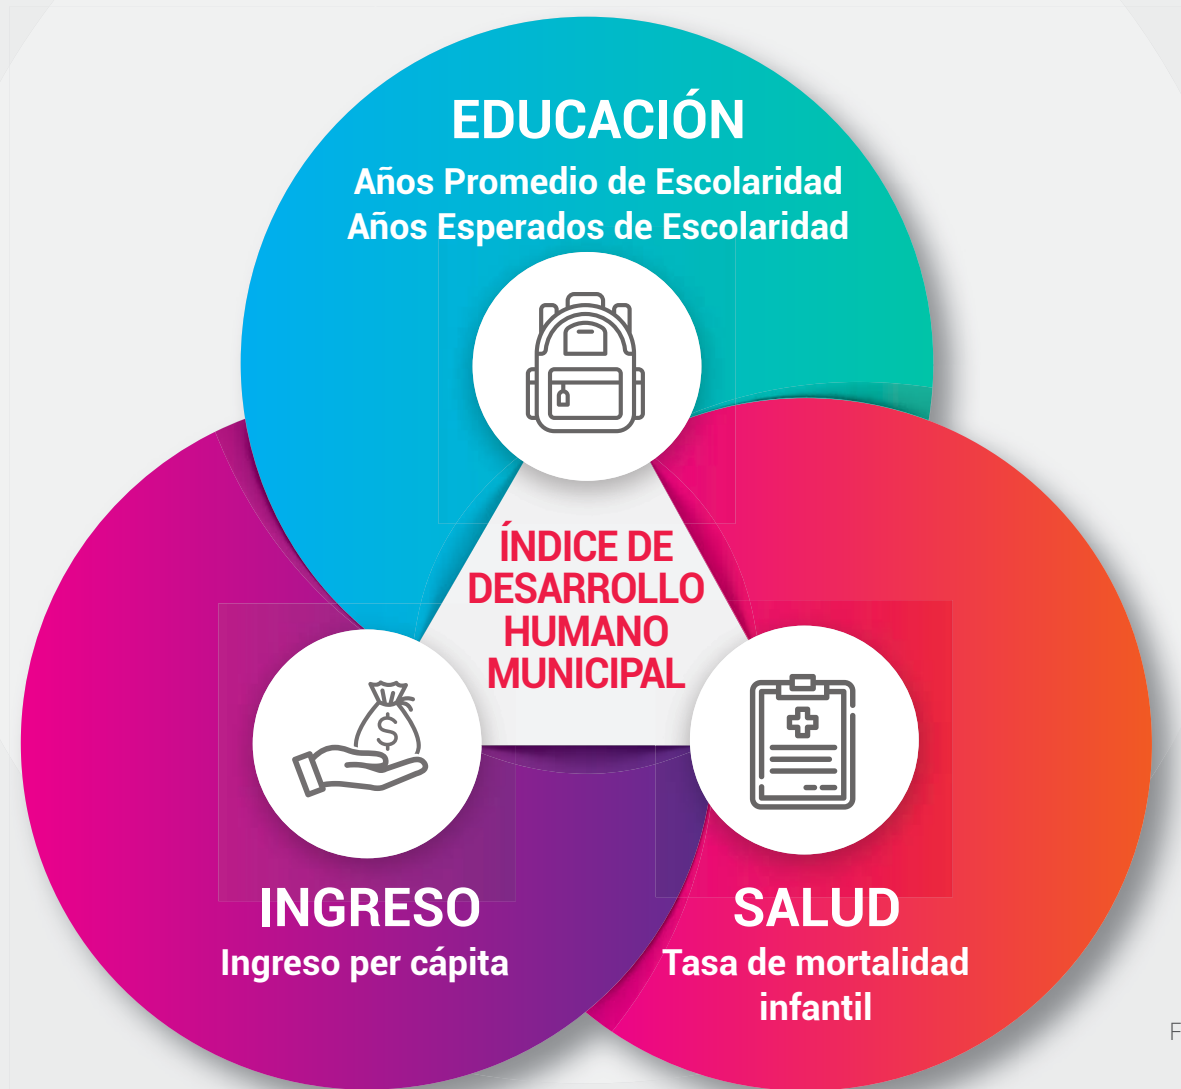 EDUCACIÓN
Años Promedio de Escolaridad
Años Esperados de Escolaridad
ÍNDICE DE
DESARROLLO
HUMANO
MUNICIPAL
$
INGRESO
Ingreso per cápita
SALUD
Tasa de mortalidad
infantil
F